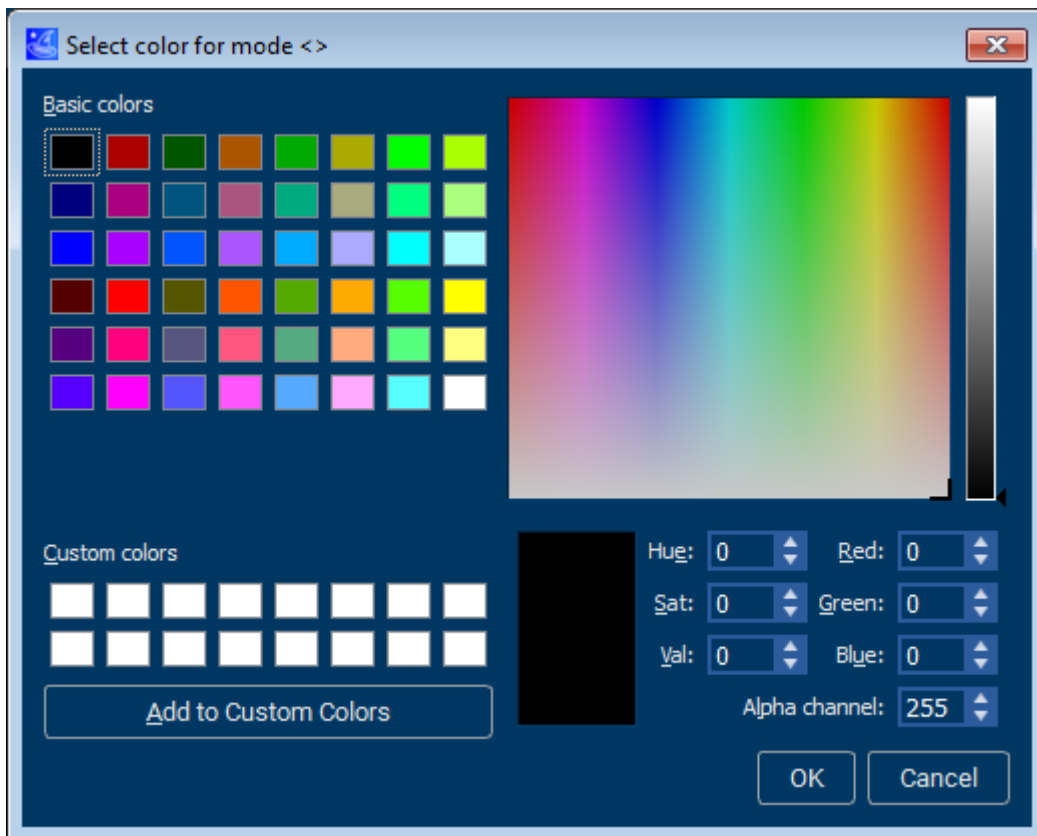 Select color for mode <>
Basic colors
Custom colors
Add to Custom Colors
Hue: 0 Red: 0
Sat: 0 Green: 0
Val: 0 Blue: 0
Alpha channel: 255
OK Cancel